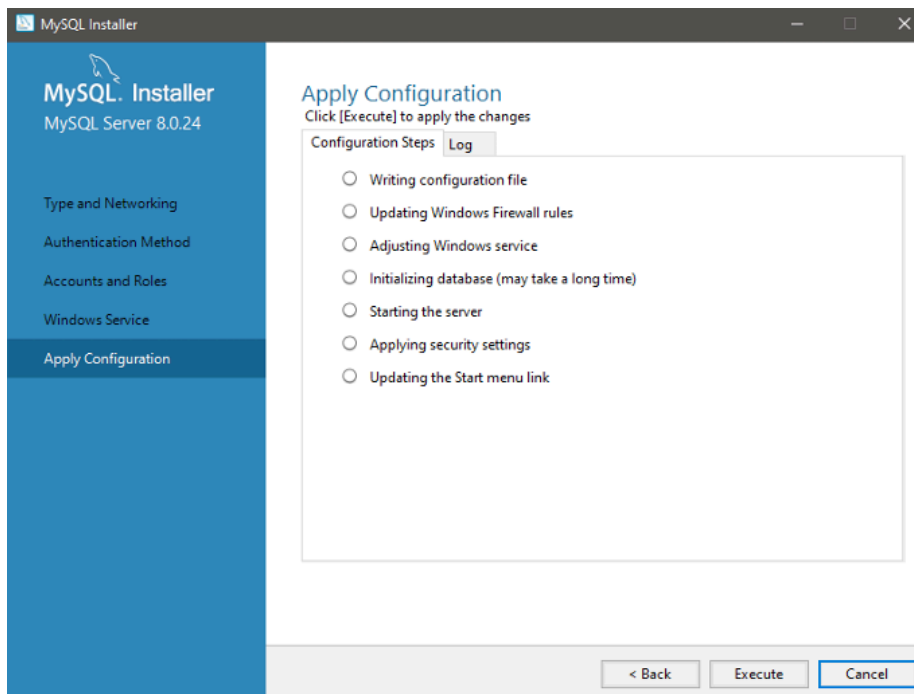 MySQL Installer
MySQL. Installer
MySQL Server 8.0.24
Type and Networking
Authentication Method
Accounts and Roles
Windows Service
Apply Configuration
Apply Configuration
Click [Execute] to apply the changes
Configuration Steps Log
Writing configuration file
Updating Windows Firewall rules
Adjusting Windows service
Initializing database (may take a long time)
Starting the server
Applying security settings
Updating the Start menu link
< Back Execute Cancel